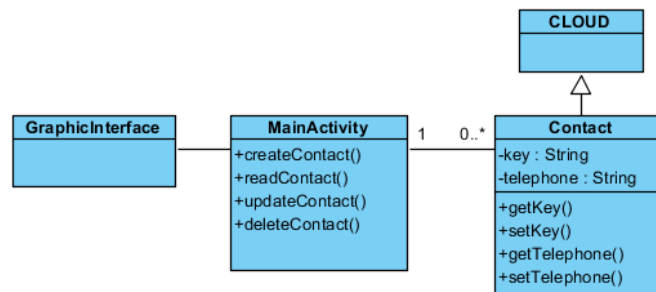 CLOUD
GraphicInterface
MainActivity
+createContact()
+readContact()
+updateContact()
+deleteContact()
1
0..*
Contact
-key : String
-telephone : String
+getKey()
+setKey()
+getTelephone()
+setTelephone()